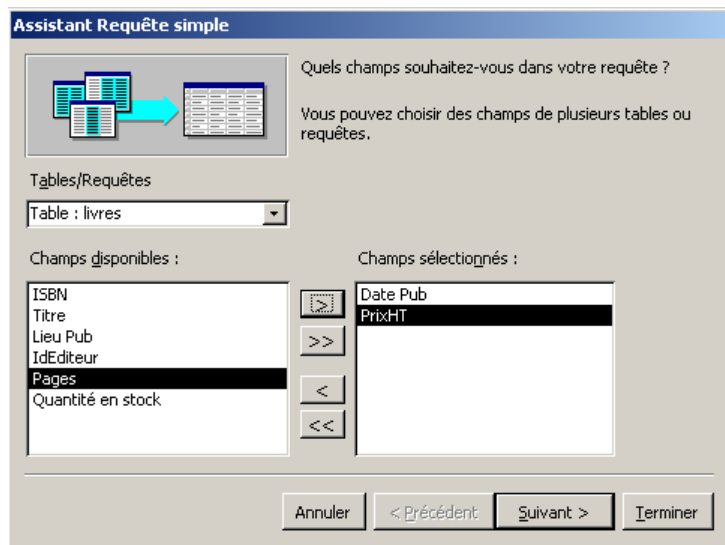 Assistant Requête simple
Quels champs souhaitez-vous dans votre requête ?
Vous pouvez choisir des champs de plusieurs tables ou
requêtes.
Tables/Requêtes
Table : livres
Champs disponibles :
ISBN
Titre
Lieu Pub
IdEditeur
Pages
Quantité en stock
>
>>
<
<<
Champs sélectionnés :
Date Pub
PrixHT
Annuler
< Précédent
Suivant >
Terminer